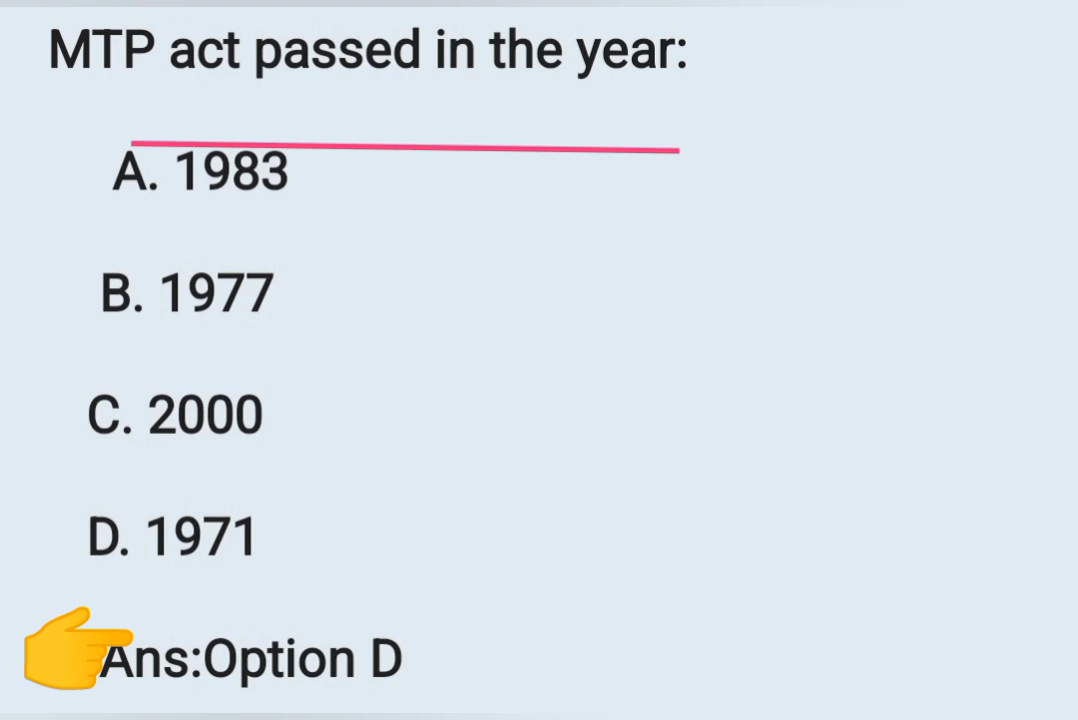 MTP act passed in the year:
A. 1983
B. 1977
C. 2000
D. 1971
Ans:Option D